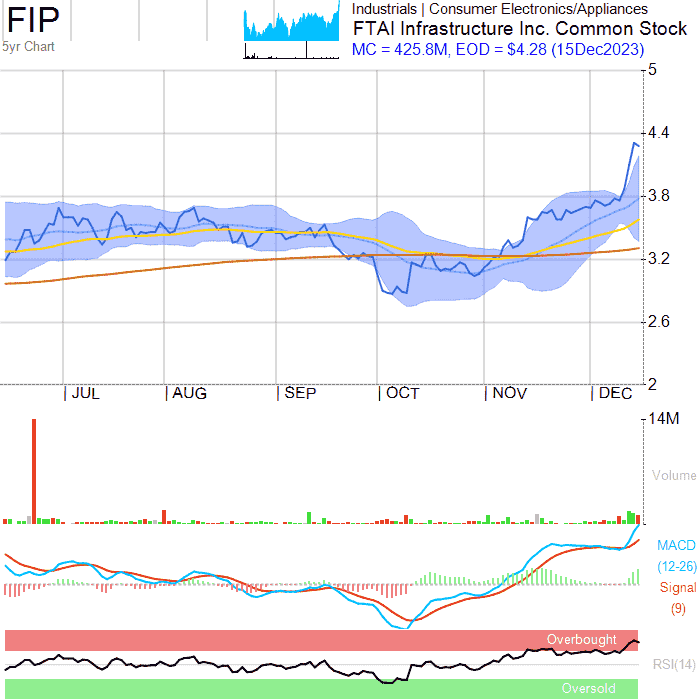 FIP
5yr Chart
Industrials | Consumer Electronics/Appliances
FTAI Infrastructure Inc. Common Stock
MC = 425.8M, EOD = $4.28 (15Dec2023)
5
4.4
3.8
3.2
2.6
2
JUL AUG SEP OCT NOV DEC
14M
Volume
MACD
(12-26)
Signal
(9)
Overbought
RSI(14)
Oversold